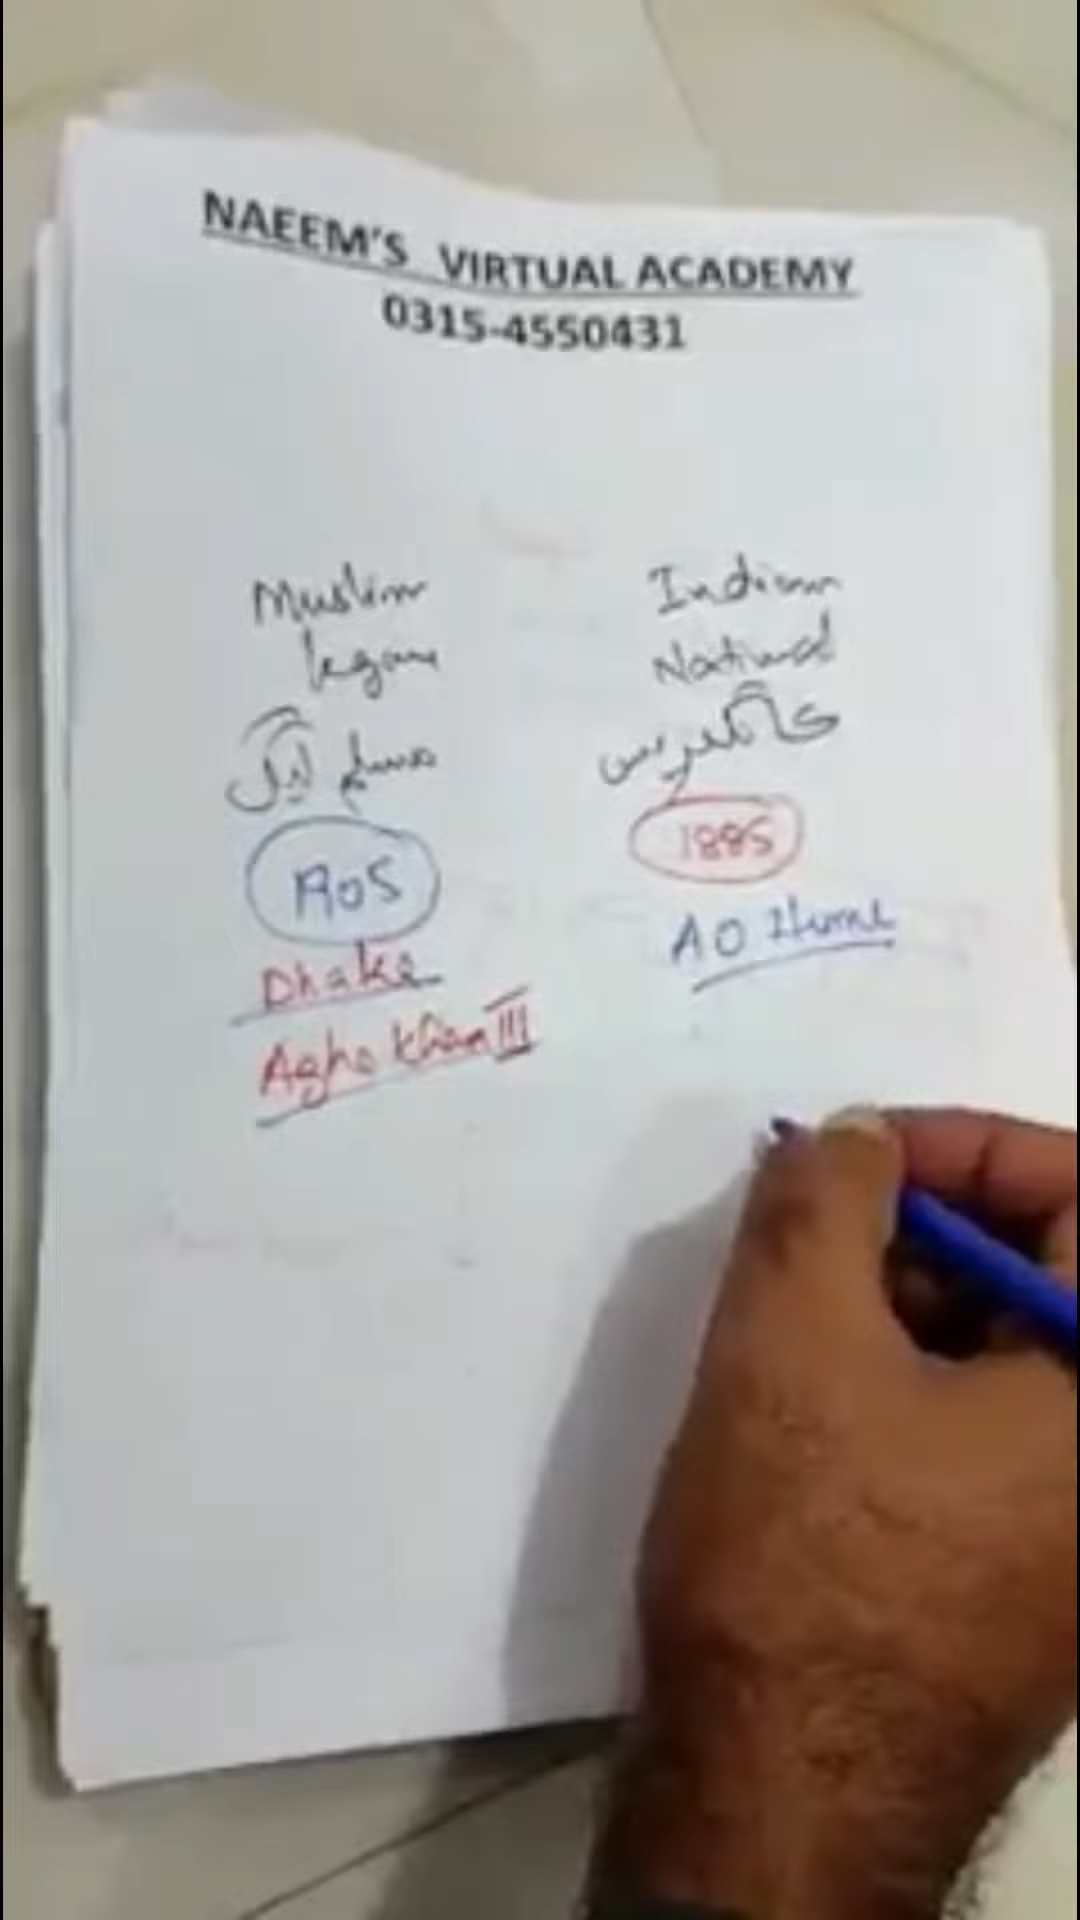 NAEEM'S VIRTUAL ACADEMY
0315-4550431
Muslim
legau
مسلم لیگ
1905
Dhaka
Agha Khan III
Indian
National
کانگریس
1885
AO Hume